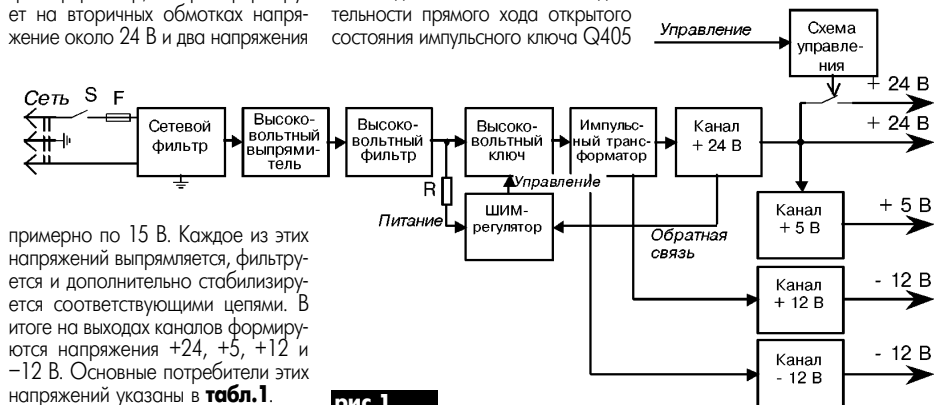 ет на вторичных обмотках напря-
жение около 24 В и два напряжения
тельности прямого хода открытого
состояния импульсного ключа Q405
Управление
Схема
управле-
ния
+ 24 В
+ 24 В
Сеть
S
F
Сетевой
фильтр
Высоко-
вольтный
выпрями-
тель
Высоко-
вольтный
фильтр
Высоко-
вольтный
ключ
Импульс-
ный транс-
форматор
Канал
+ 24 В
R
Питание
Управление
ШИМ-
регулятор
Обратная
связь
Канал
+ 5 В
+ 5 В
Канал
+ 12 В
- 12 В
Канал
- 12 В
- 12 В
примерно по 15 В. Каждое из этих
напряжений выпрямляется, фильтру-
ется и дополнительно стабилизиру-
ется соответствующими цепями. В
итоге на выходах каналов формиру-
ются напряжения +24, +5, +12 и
–12 В. Основные потребители этих
напряжений указаны в табл.1.
рис.1